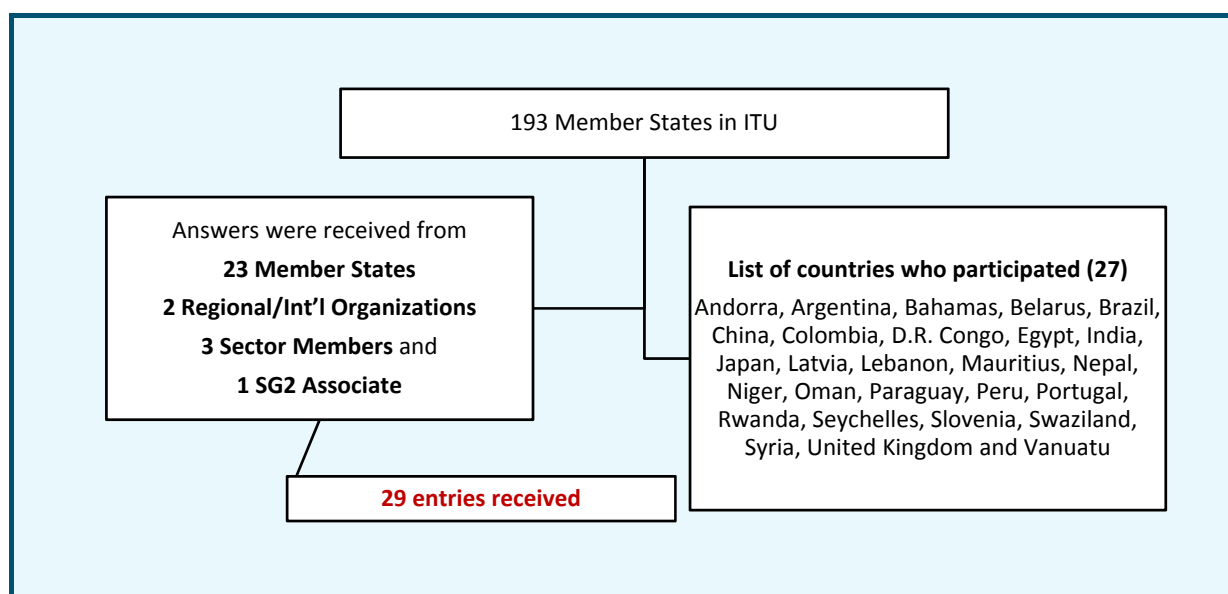 193 Member States in ITU
Answers were received from
23 Member States
2 Regional/Int’l Organizations
3 Sector Members and
1 SG2 Associate
29 entries received
List of countries who participated (27)
Andorra, Argentina, Bahamas, Belarus, Brazil,
China, Colombia, D.R. Congo, Egypt, India,
Japan, Latvia, Lebanon, Mauritius, Nepal,
Niger, Oman, Paraguay, Peru, Portugal,
Rwanda, Seychelles, Slovenia, Swaziland,
Syria, United Kingdom and Vanuatu